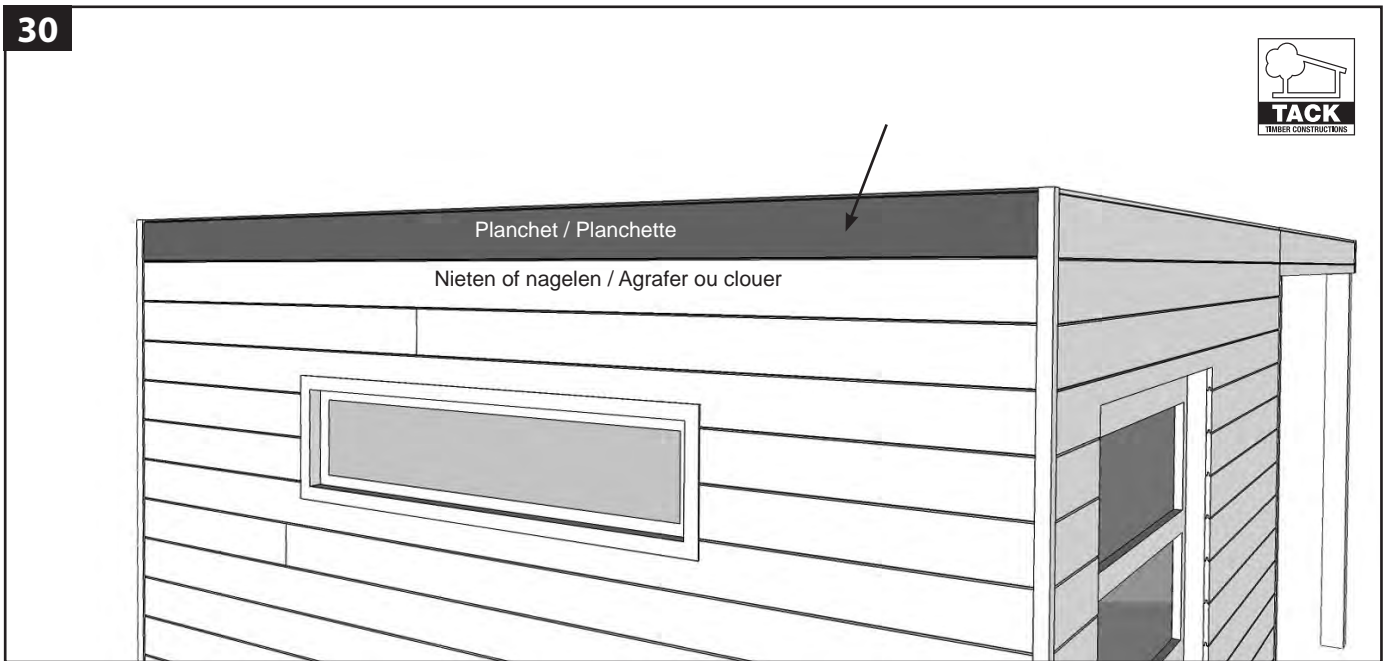 30
TACK
TIMBER CONSTRUCTIONS
Planchet / Planchette
Nieten of nagelen / Agrafer ou clouer